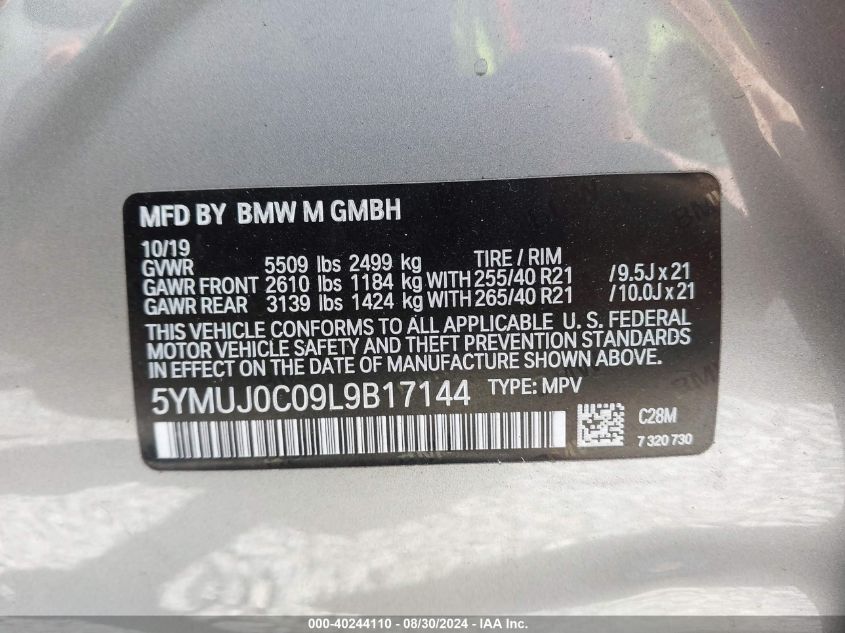 MFD BY BMW M GMBH
10/19
GVWR 5509 lbs 2499 kg TIRE / RIM
GAWR FRONT 2610 lbs 1184 kg WITH 255/40 R21 /9.5J x 21
GAWR REAR 3139 lbs 1424 kg WITH 265/40 R21 /10.0J x 21
THIS VEHICLE CONFORMS TO ALL APPLICABLE U. S. FEDERAL
MOTOR VEHICLE SAFETY AND THEFT PREVENTION STANDARDS
IN EFFECT ON THE DATE OF MANUFACTURE SHOWN ABOVE.
5YMUJ0C09L9B17144 TYPE: MPV
C28M
7 320 730
000-40244110 - 08/30/2024 - IAA Inc.